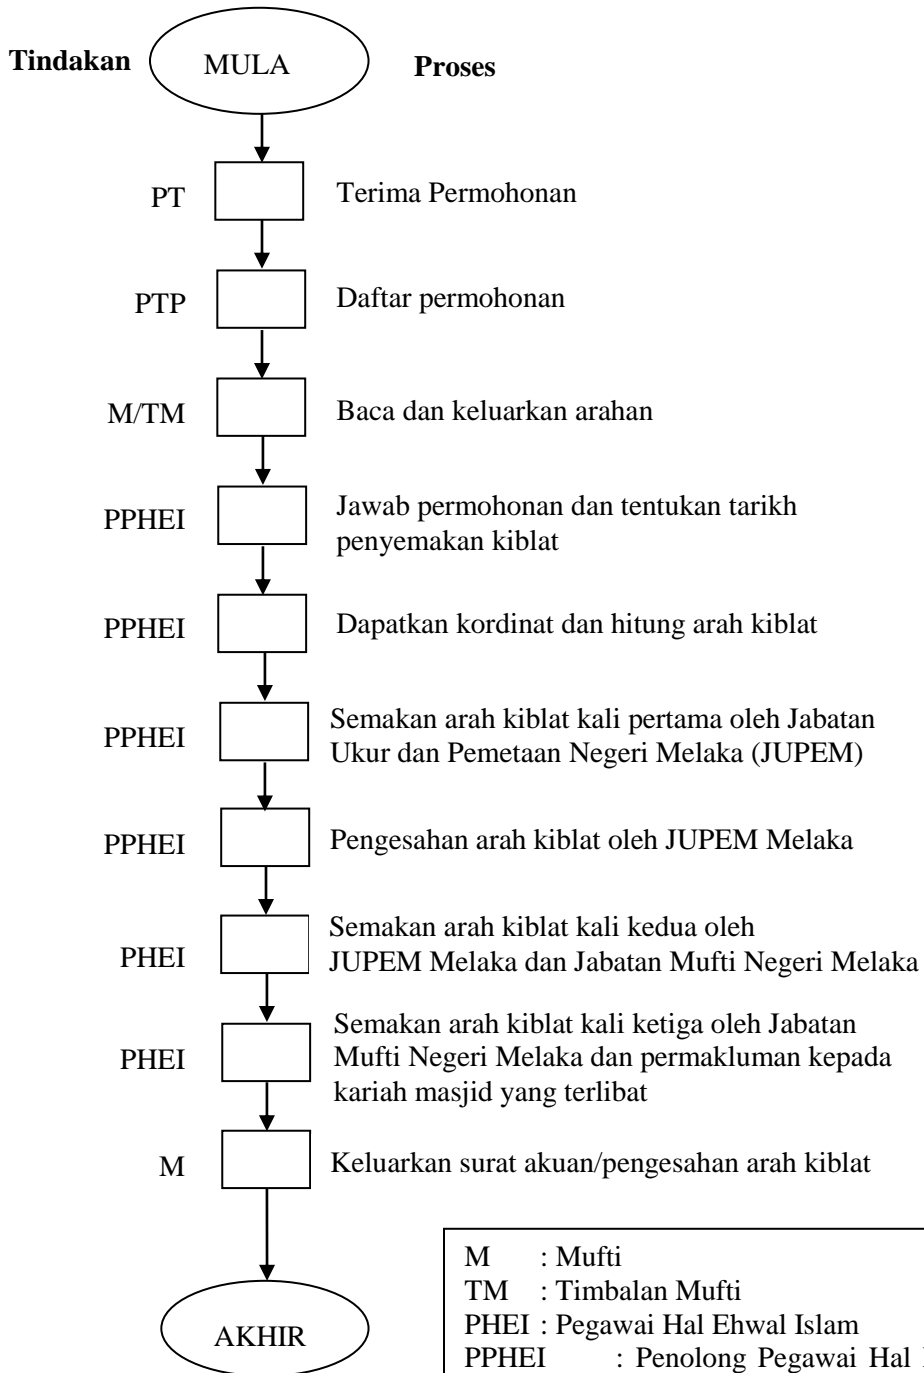 Tindakan MULA Proses
PT Terima Permohonan
PTP Daftar permohonan
M/TM Baca dan keluarkan arahan
PPHEI Jawab permohonan dan tentukan tarikh
penyemakan kiblat
PPHEI Dapatkan kordinat dan hitung arah kiblat
PPHEI Semakan arah kiblat kali pertama oleh Jabatan
Ukur dan Pemetaan Negeri Melaka (JUPEM)
PPHEI Pengesahan arah kiblat oleh JUPEM Melaka
PHEI Semakan arah kiblat kali kedua oleh
JUPEM Melaka dan Jabatan Mufti Negeri Melaka
PHEI Semakan arah kiblat kali ketiga oleh Jabatan
Mufti Negeri Melaka dan permakluman kepada
kariah masjid yang terlibat
M Keluarkan surat akuan/pengesahan arah kiblat
AKHIR
M : Mufti
TM : Timbalan Mufti
PHEI : Pegawai Hal Ehwal Islam
PPHEI : Penolong Pegawai Hal